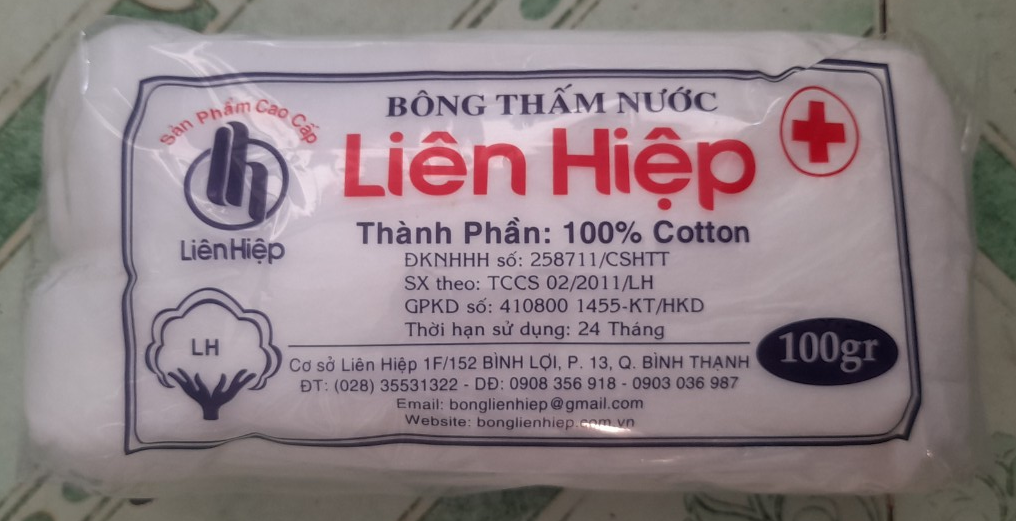 BÔNG THẤM NƯỚC
Sản Phẩm Cao Cấp
Liên Hiệp
Liên Hiệp
Thành Phần: 100% Cotton
ĐKNHHH số: 258711/CSHTT
SX theo: TCCS 02/2011/LH
GPKD số: 410800 1455-KT/HKD
Thời hạn sử dụng: 24 Tháng
LH
100gr
Cơ sở Liên Hiệp 1F/152 BÌNH LỢI, P. 13, Q. BÌNH THẠNH
ĐT: (028) 35531322 - DĐ: 0908 356 918 - 0903 036 987
Email: bonglienhiep@gmail.com
Website: bonglienhiep.com.vn